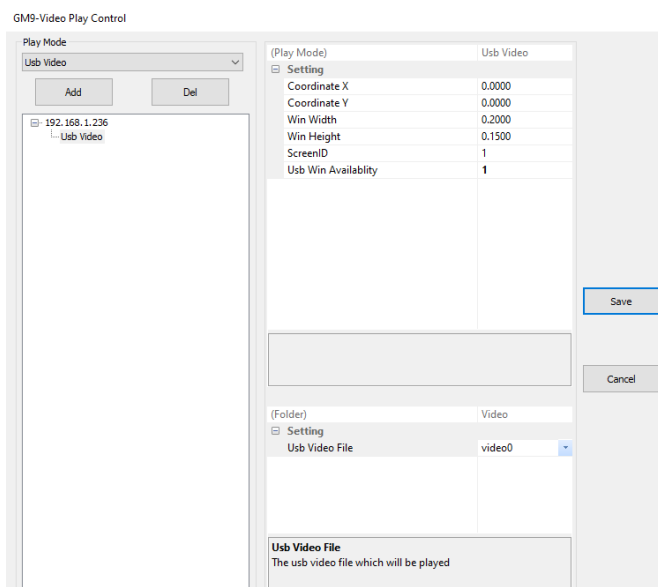 GM9-Video Play Control
Play Mode
Usb Video
Add Del
192.168.1.236
Usb Video
(Play Mode) Usb Video
Setting
Coordinate X 0.0000
Coordinate Y 0.0000
Win Width 0.2000
Win Height 0.1500
ScreenID 1
Usb Win Availablity 1
(Folder) Video
Setting
Usb Video File video0
Usb Video File
The usb video file which will be played
Save
Cancel